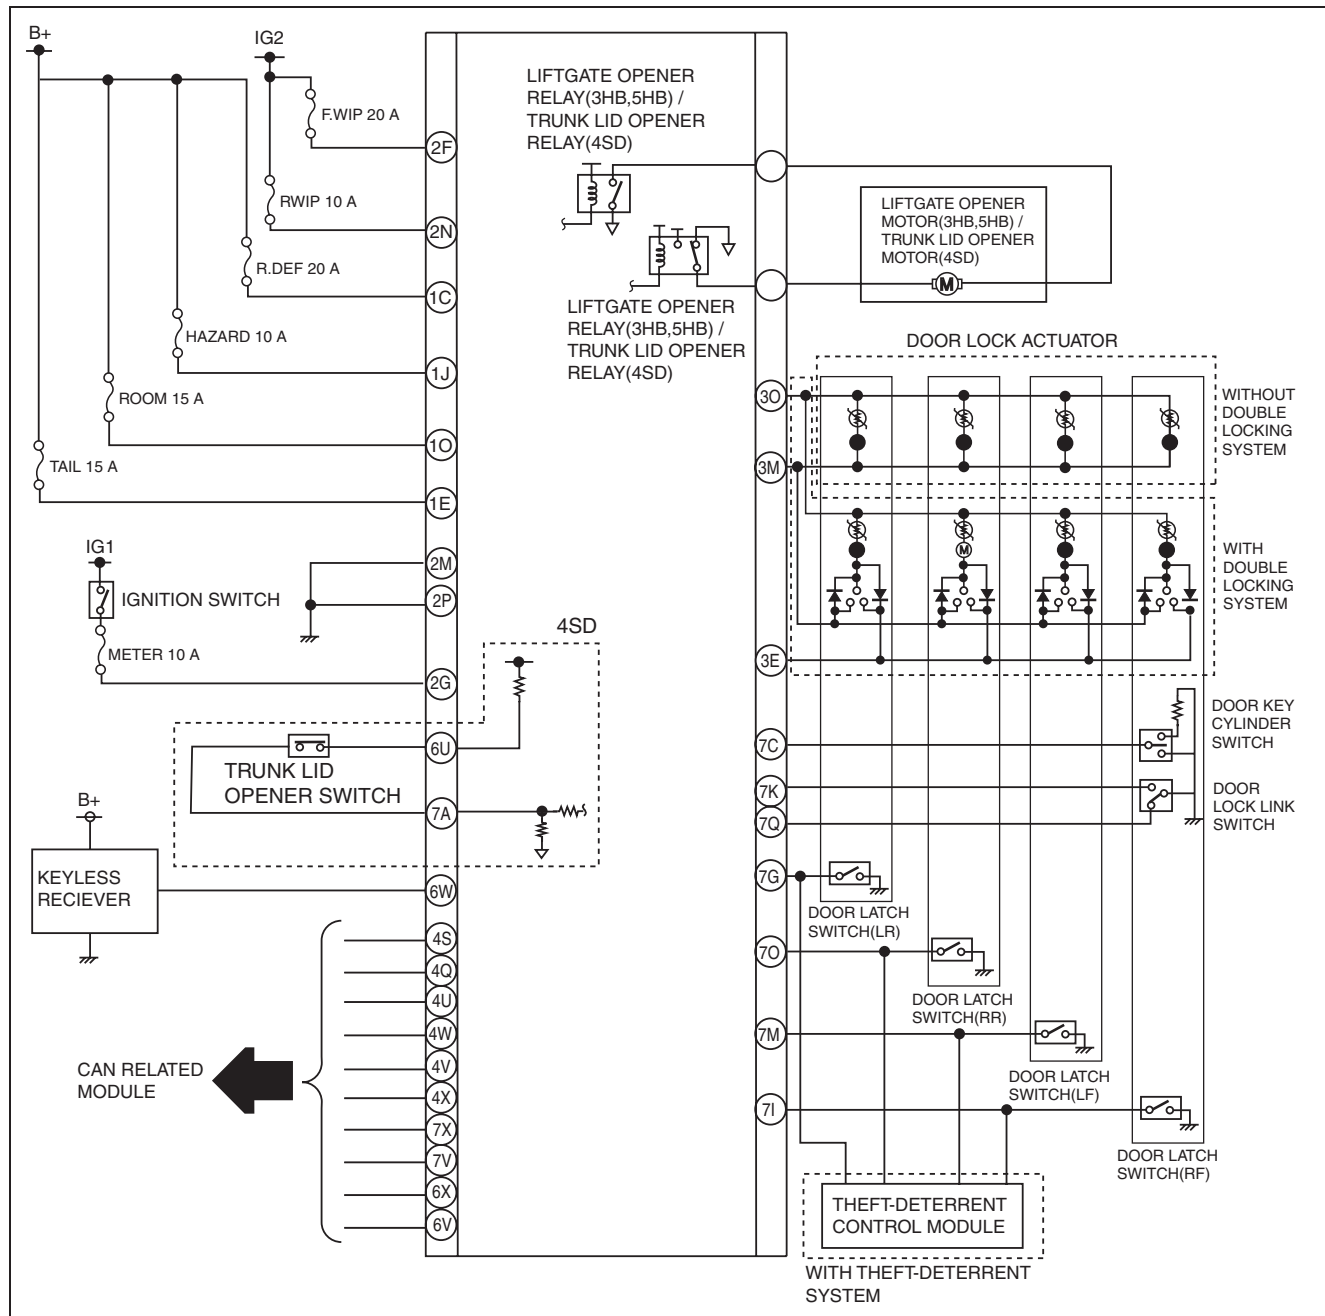 B+
IG2
F.WIP 20 A
2F
RWIP 10 A
2N
R.DEF 20 A
1C
HAZARD 10 A
1J
ROOM 15 A
1O
TAIL 15 A
1E
IG1
IGNITION SWITCH
METER 10 A
2M
2P
2G
4SD
6U
TRUNK LID
OPENER SWITCH
7A
B+
KEYLESS
RECIEVER
6W
4S
4Q
4U
4W
4V
4X
7X
7V
6X
6V
CAN RELATED
MODULE
LIFTGATE OPENER
RELAY(3HB,5HB) /
TRUNK LID OPENER
RELAY(4SD)
LIFTGATE OPENER
RELAY(3HB,5HB) /
TRUNK LID OPENER
RELAY(4SD)
LIFTGATE OPENER
MOTOR(3HB,5HB) /
TRUNK LID OPENER
MOTOR(4SD)
M
DOOR LOCK ACTUATOR
3O
3M
WITHOUT
DOUBLE
LOCKING
SYSTEM
M
WITH
DOUBLE
LOCKING
SYSTEM
3E
7C
DOOR KEY
CYLINDER
SWITCH
7K
7Q
DOOR
LOCK LINK
SWITCH
7G
DOOR LATCH
SWITCH(LR)
7O
DOOR LATCH
SWITCH(RR)
7M
DOOR LATCH
SWITCH(LF)
7I
DOOR LATCH
SWITCH(RF)
THEFT-DETERRENT
CONTROL MODULE
WITH THEFT-DETERRENT
SYSTEM